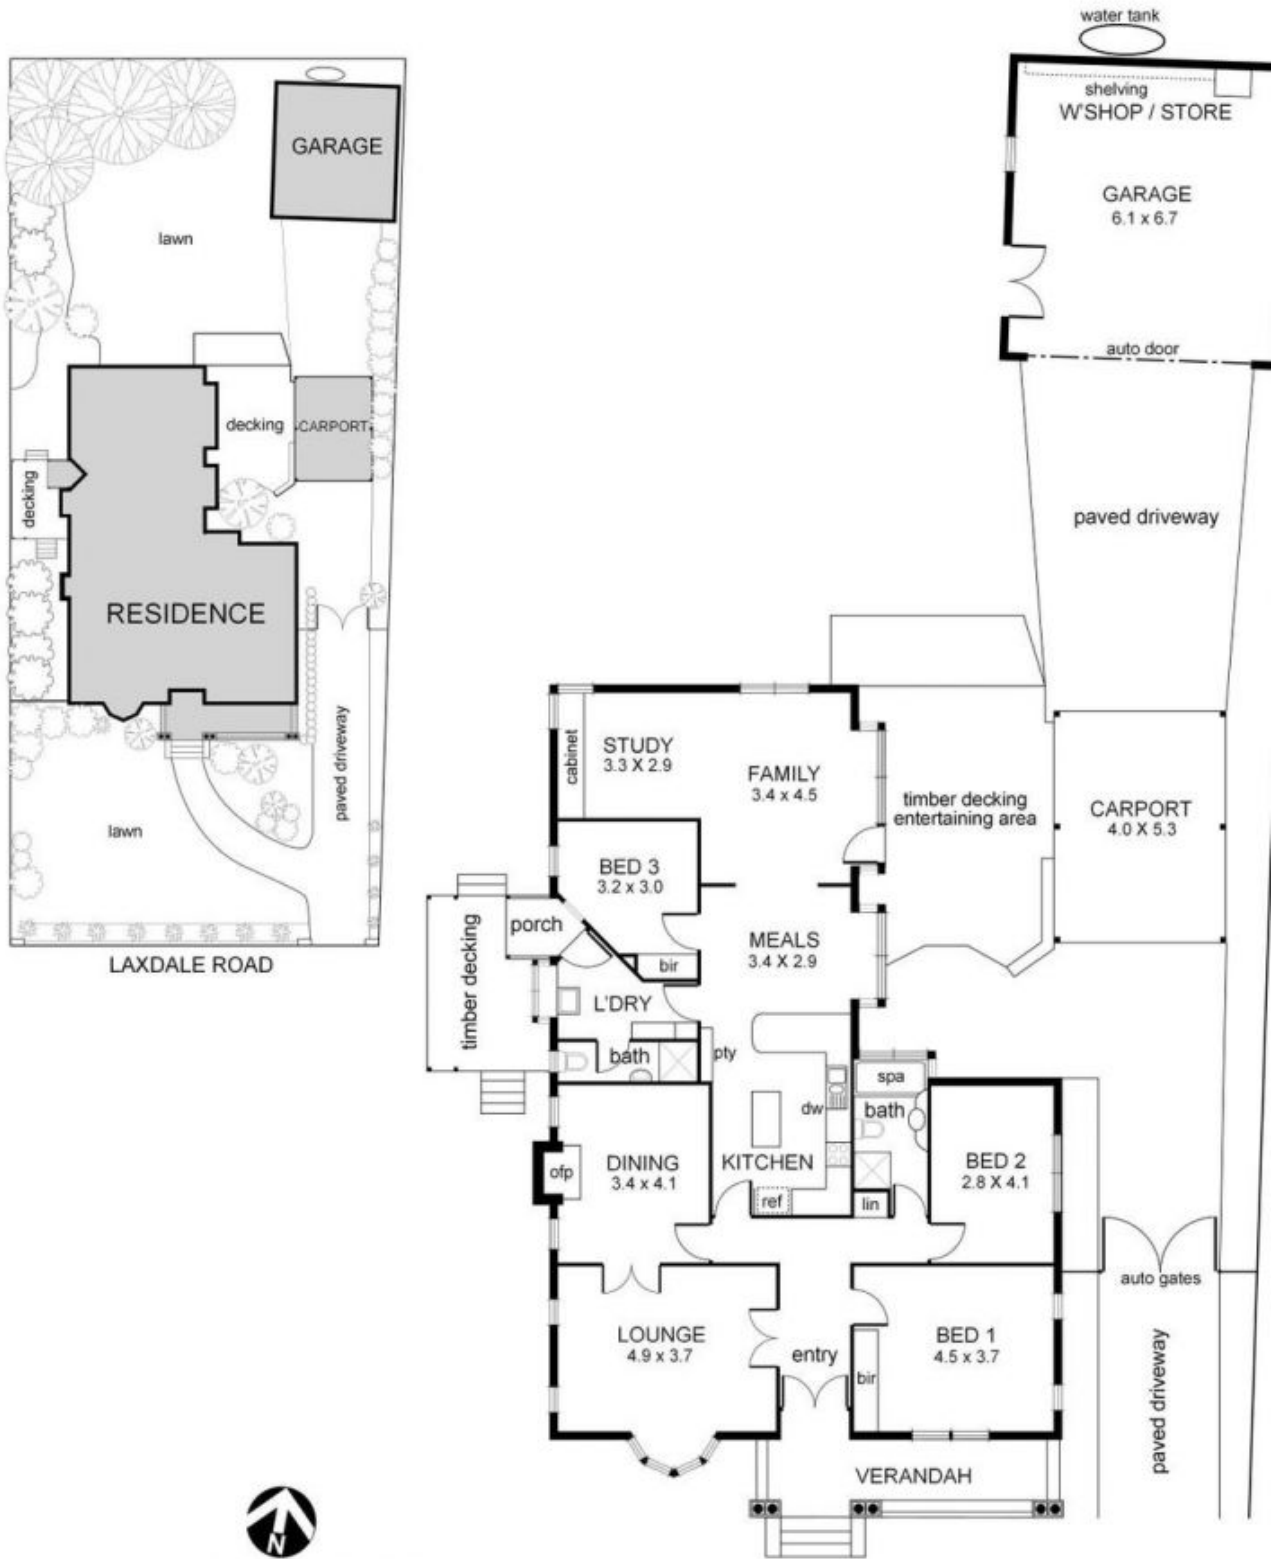 GARAGE
lawn
decking
CARPORT
decking
RESIDENCE
paved driveway
lawn
LAXDALE ROAD
N
water tank
shelving
W'SHOP / STORE
GARAGE
6.1 x 6.7
auto door
paved driveway
cabinet
STUDY
3.3 X 2.9
FAMILY
3.4 x 4.5
timber decking
entertaining area
CARPORT
4.0 X 5.3
BED 3
3.2 x 3.0
porch
timber decking
MEALS
3.4 X 2.9
bir
L'DRY
bath
pty
spa
bath
dw
DINING
3.4 x 4.1
ofp
KITCHEN
ref
lin
BED 2
2.8 X 4.1
auto gates
LOUNGE
4.9 x 3.7
entry
BED 1
4.5 x 3.7
bir
paved driveway
VERANDAH